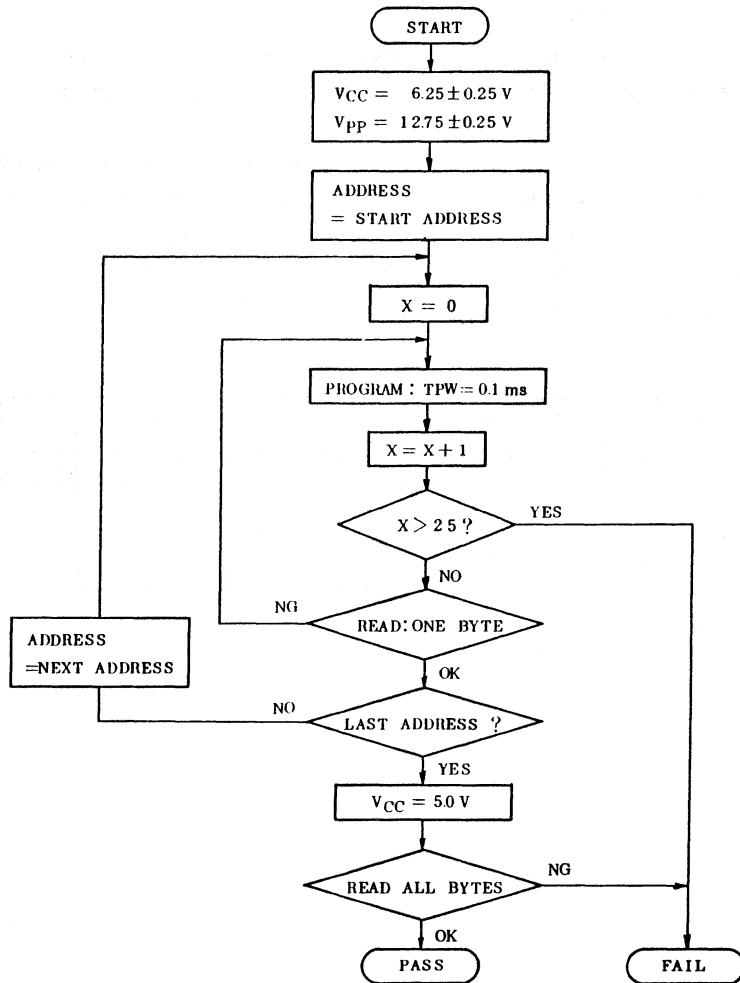 START
VCC = 6.25±0.25 V
VPP = 12.75±0.25 V
ADDRESS
= START ADDRESS
X = 0
PROGRAM: TPW=0.1 ms
X = X + 1
X > 25?
YES
NO
NG
READ:ONE BYTE
ADDRESS
=NEXT ADDRESS
OK
NO
LAST ADDRESS ?
YES
VCC = 5.0 V
NG
READ ALL BYTES
OK
PASS
FAIL